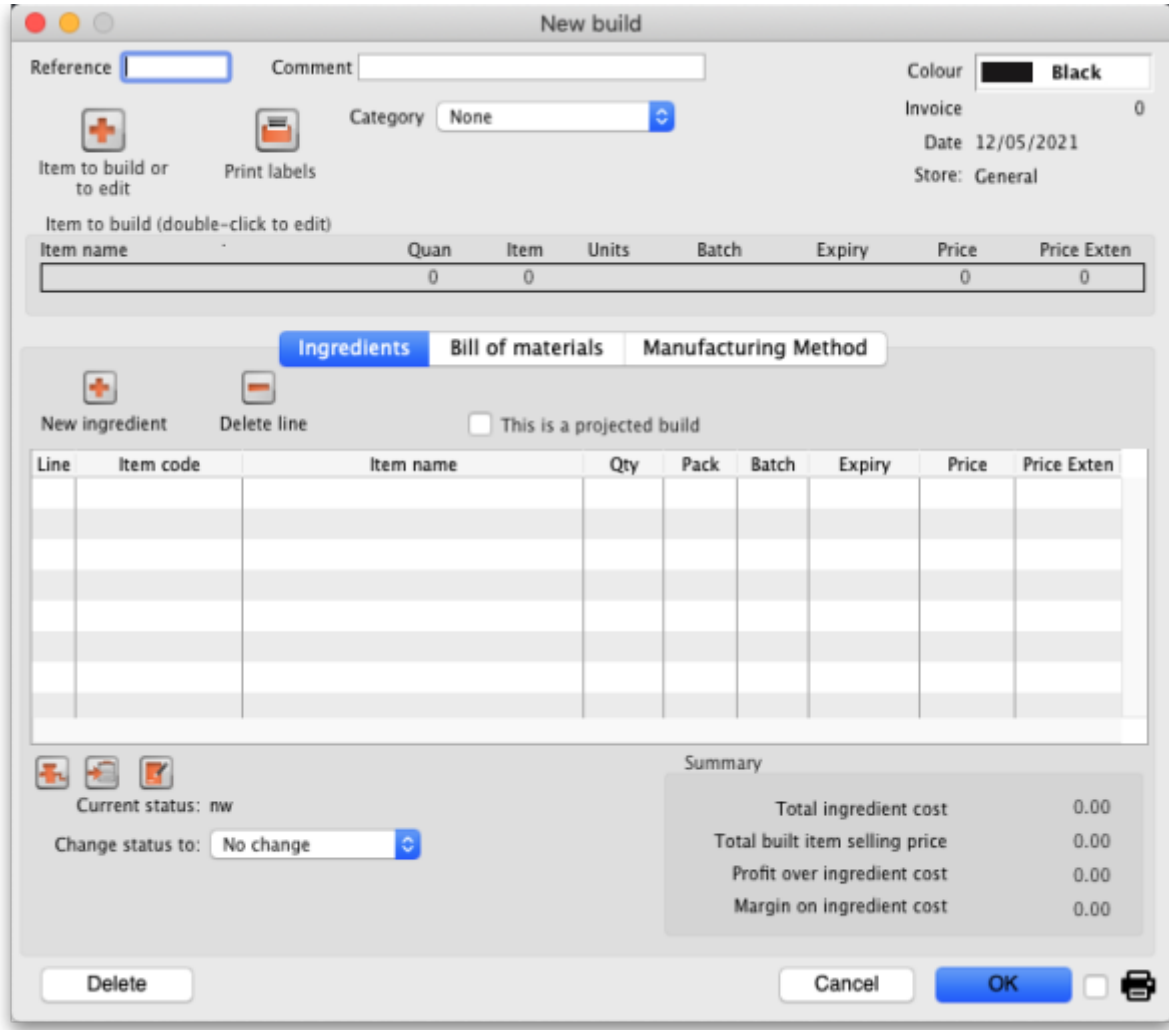 New build
Reference Comment Colour Black
Category None Invoice 0
Date 12/05/2021
Item to build or
to edit
Print labels
Store: General
Item to build (double-click to edit)
Item name Quan Item Units Batch Expiry Price Price Exten
0 0 0 0
Ingredients Bill of materials Manufacturing Method
New ingredient Delete line This is a projected build
Line Item code Item name Qty Pack Batch Expiry Price Price Exten
Summary
Current status: nw
Change status to: No change
Total ingredient cost 0.00
Total built item selling price 0.00
Profit over ingredient cost 0.00
Margin on ingredient cost 0.00
Delete Cancel OK